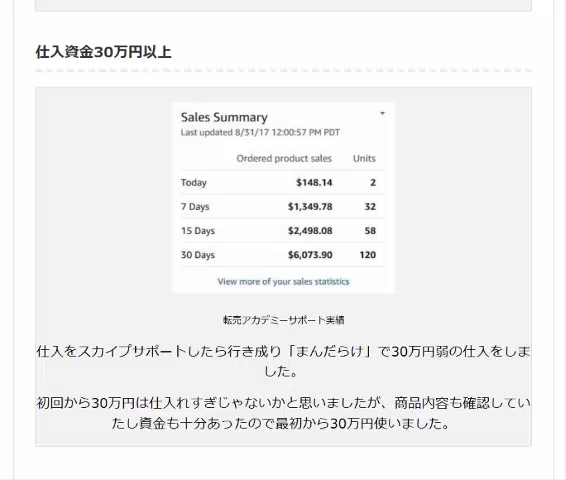 仕入資金30万円以上
Sales Summary
Last updated 8/31/17 12:00:57 PM PDT
Ordered product sales Units
Today $148.14 2
7 Days $1,349.78 32
15 Days $2,498.08 58
30 Days $6,073.90 120
View more of your sales statistics
転売アカデミーサポート実績
仕入をスカイプサポートしたら行き成り「まんだらけ」で30万円弱の仕入をしま
した。
初回から30万円は仕入れすぎじゃないかと思いましたが、商品内容も確認してい
たし資金も十分あったので最初から30万円使いました。